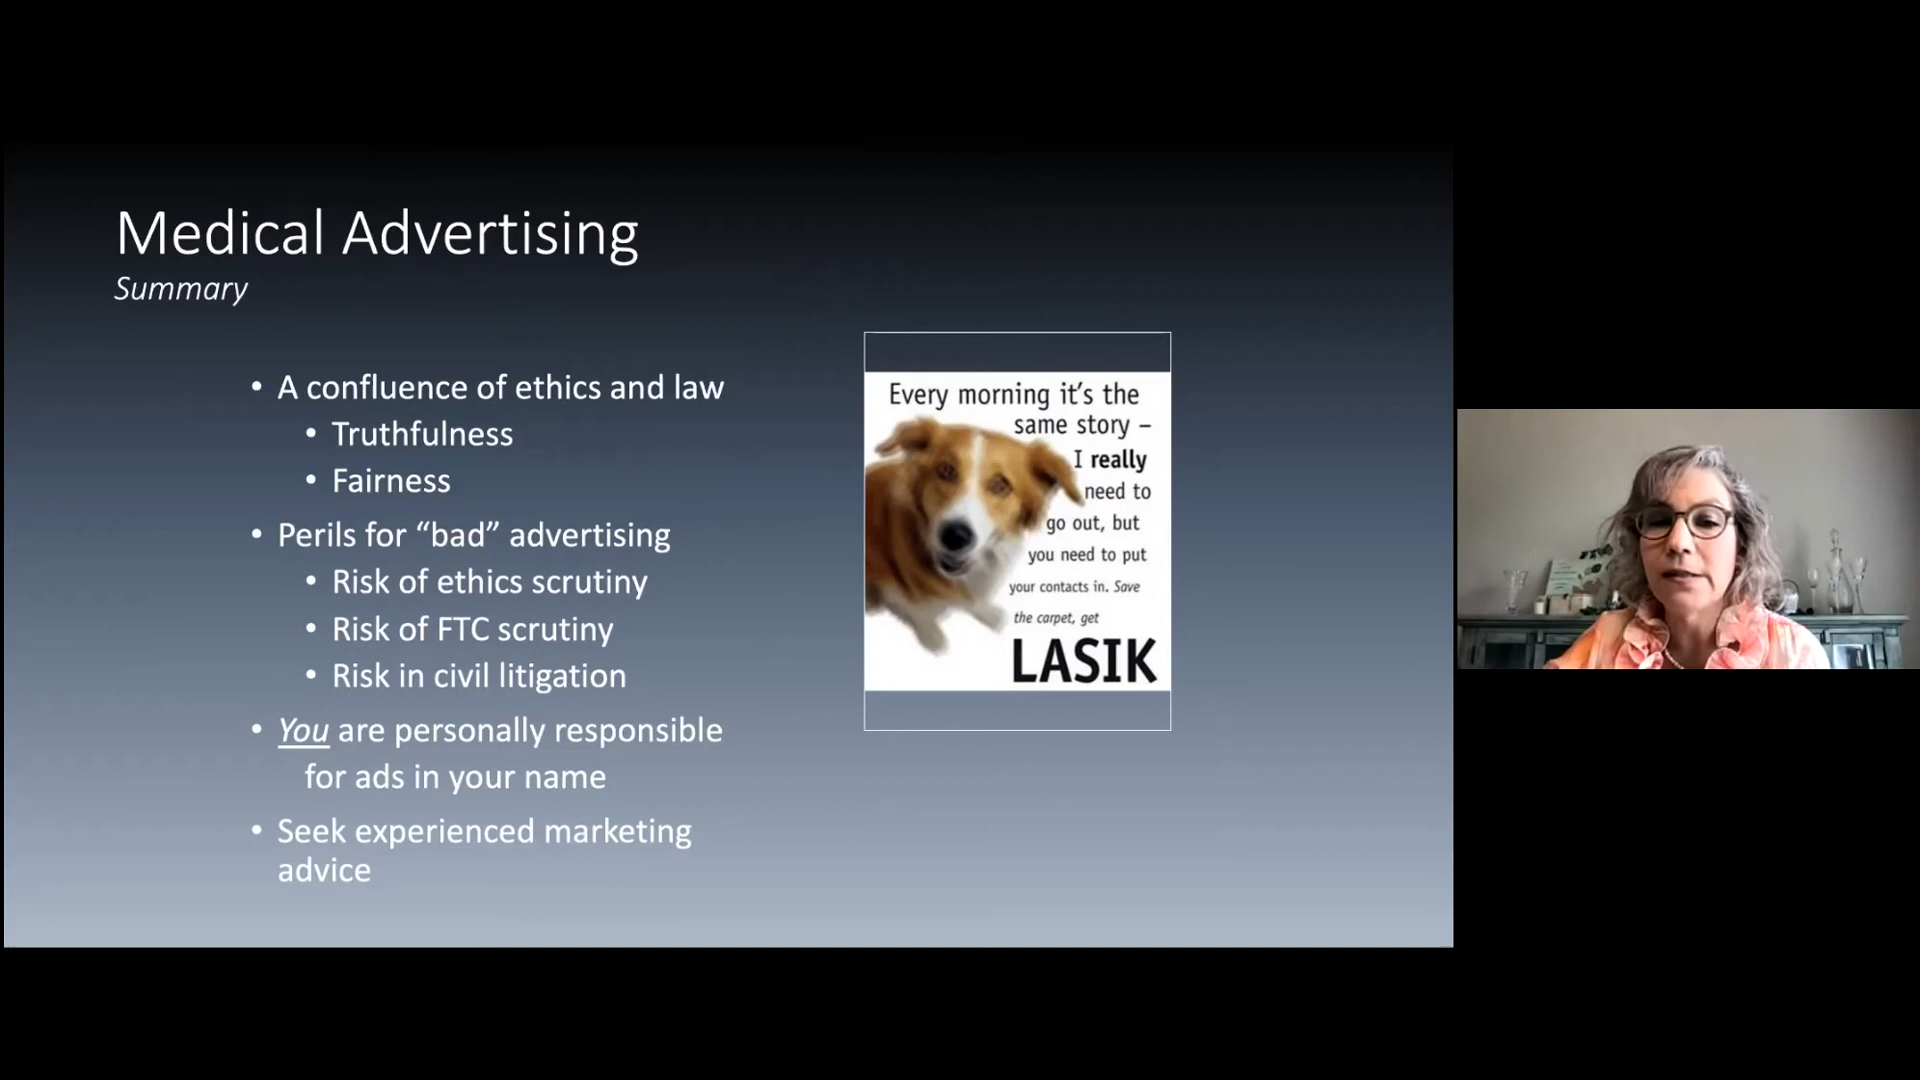 Medical Advertising
Summary
• A confluence of ethics and law
• Truthfulness
• Fairness
• Perils for “bad” advertising
• Risk of ethics scrutiny
• Risk of FTC scrutiny
• Risk in civil litigation
• You are personally responsible
for ads in your name
• Seek experienced marketing
advice
Every morning it’s the
same story –
I really
need to
go out, but
you need to put
your contacts in. Save
the carpet, get
LASIK